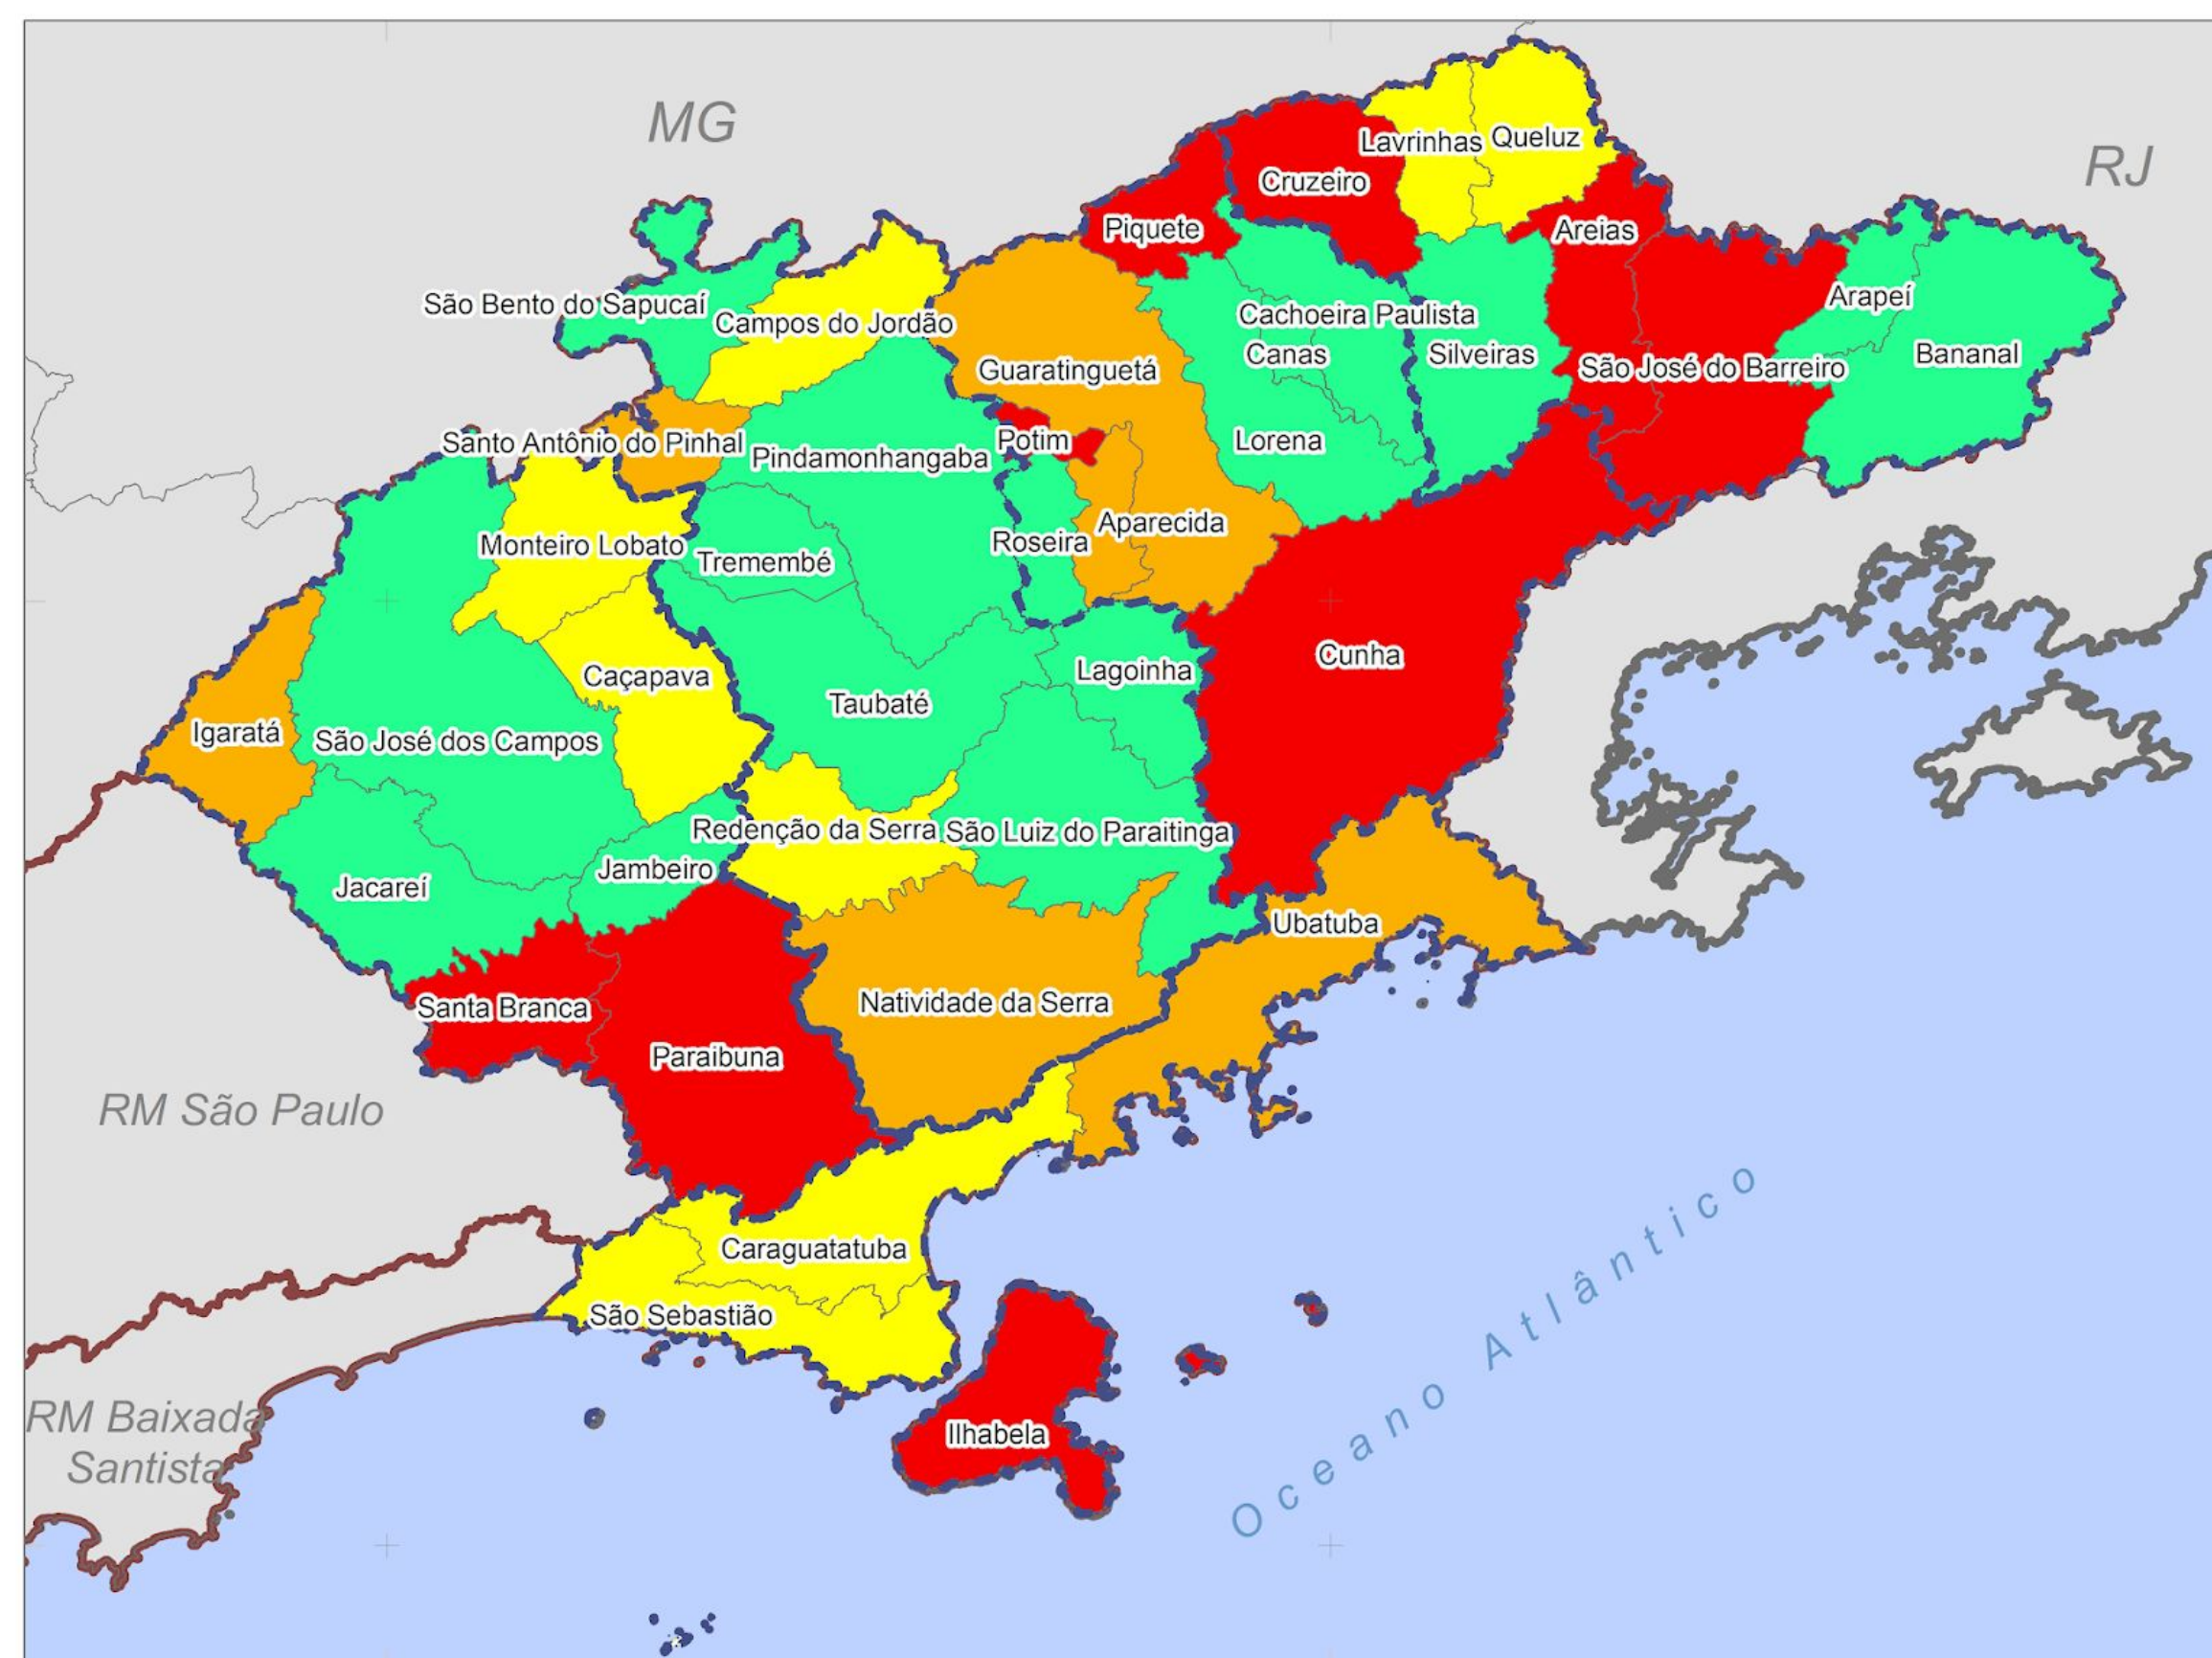 MG
RJ
Lavrinhas
Queluz
Cruzeiro
Piquete
Areias
São Bento do Sapucaí
Campos do Jordão
Cachoeira Paulista
Arapeí
Guaratinguetá
Canas
Silveiras
São José do Barreiro
Bananal
Santo Antônio do Pinhal
Pindamonhangaba
Potim
Lorena
Monteiro Lobato
Tremembé
Roseira
Aparecida
Caçapava
Lagoinha
Cunha
Igaratá
São José dos Campos
Taubaté
Redenção da Serra
São Luiz do Paraitinga
Jacareí
Jambeiro
Ubatuba
Santa Branca
Natividade da Serra
Paraibuna
RM São Paulo
Caraguatatuba
São Sebastião
Oceano Atlântico
RM Baixada
Santista
Ilhabela